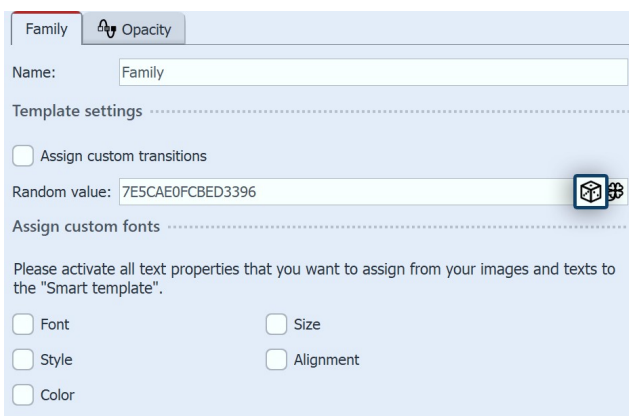 Family
Opacity
Name: Family
Template settings
Assign custom transitions
Random value: 7E5CAE0FCBED3396
Assign custom fonts
Please activate all text properties that you want to assign from your images and texts to
the "Smart template".
Font Size
Style Alignment
Color